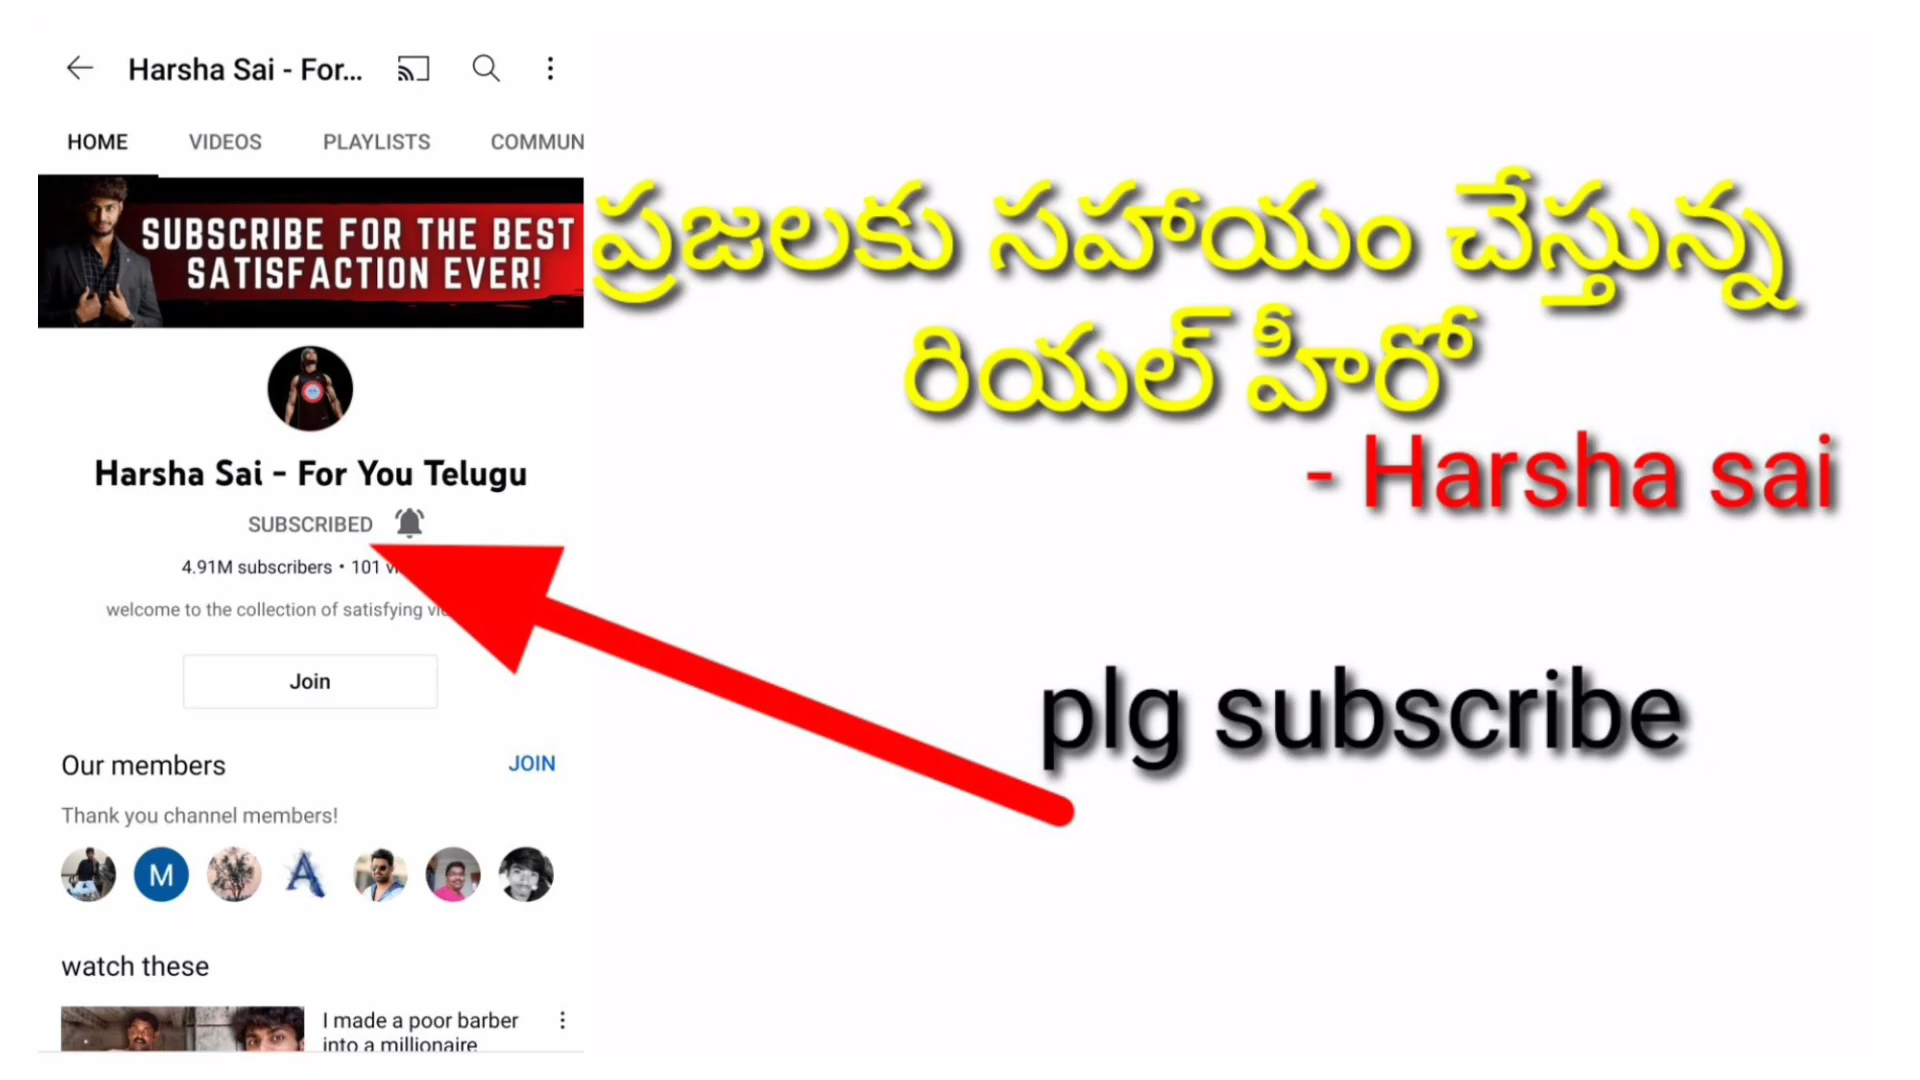 Harsha Sai - For...
HOME VIDEOS PLAYLISTS COMMUN
SUBSCRIBE FOR THE BEST
SATISFACTION EVER!
Harsha Sai - For You Telugu
SUBSCRIBED
4.91M subscribers • 101
welcome to the collection of satisfying
Join
Our members JOIN
Thank you channel members!
M
A
watch these
I made a poor barber
into a millionaire
ప్రజలకు సహాయం చేస్తున్న
రియల్ హీరో
- Harsha sai
plg subscribe